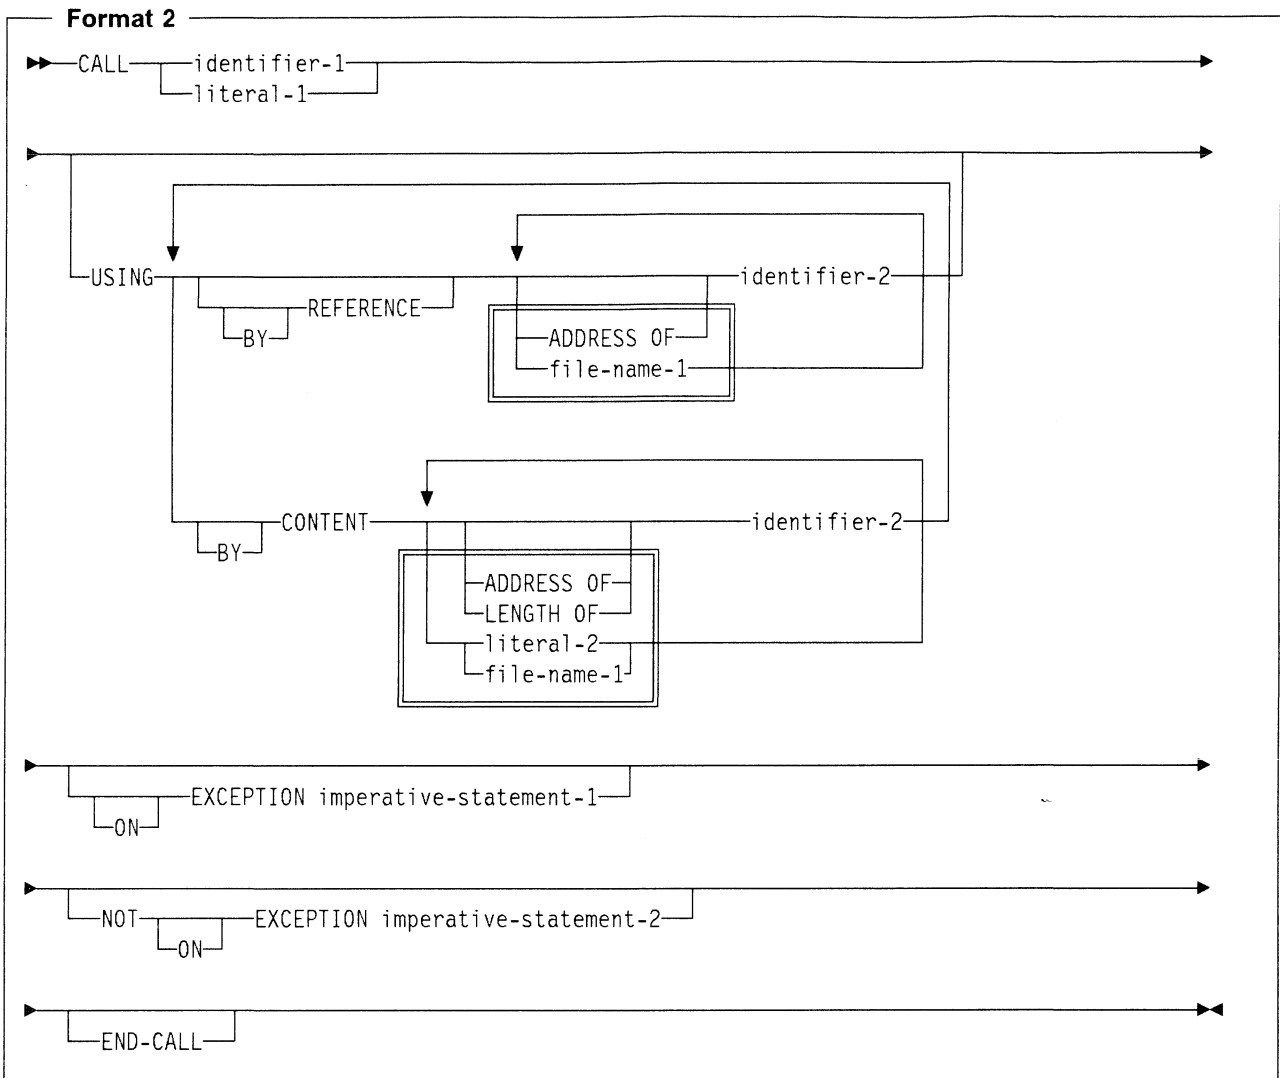 Format 2
CALL identifier-1
literal-1
USING identifier-2
REFERENCE
BY ADDRESS OF
file-name-1
CONTENT identifier-2
BY
ADDRESS OF
LENGTH OF
literal-2
file-name-1
EXCEPTION imperative-statement-1
ON
NOT EXCEPTION imperative-statement-2
ON
END-CALL